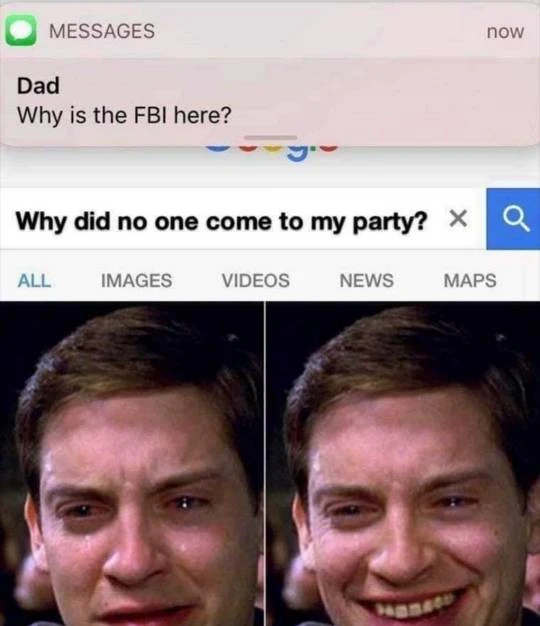 MESSAGES
now
Dad
Why is the FBI here?
Why did no one come to my party? ×
ALL IMAGES VIDEOS NEWS MAPS